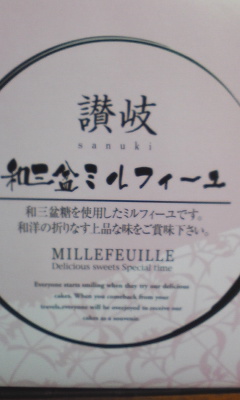 讃岐
sanuki
和三盆ミルフィーユ
和三盆糖を使用したミルフィーユです。
和洋の折りなす上品な味をご賞味下さい。
MILLEFEUILLE
Delicious sweets Special time
Everyone starts smiling when they try our delicious
cakes. When you comeback from your
travels,everyone will be surprised to receive our
cakes as a souvenir.